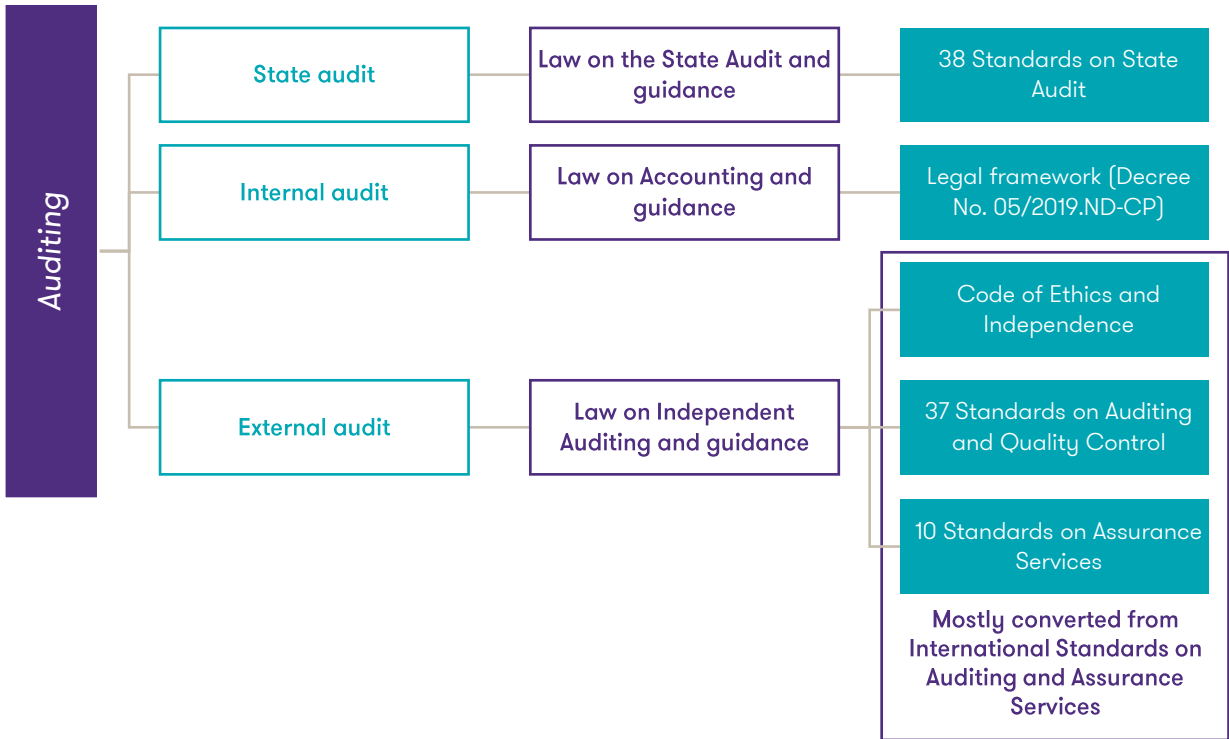 Auditing
State audit
Law on the State Audit and
guidance
38 Standards on State
Audit
Internal audit
Law on Accounting and
guidance
Legal framework (Decree
No. 05/2019.ND-CP)
External audit
Law on Independent
Auditing and guidance
Code of Ethics and
Independence
37 Standards on Auditing
and Quality Control
10 Standards on Assurance
Services
Mostly converted from
International Standards on
Auditing and Assurance
Services